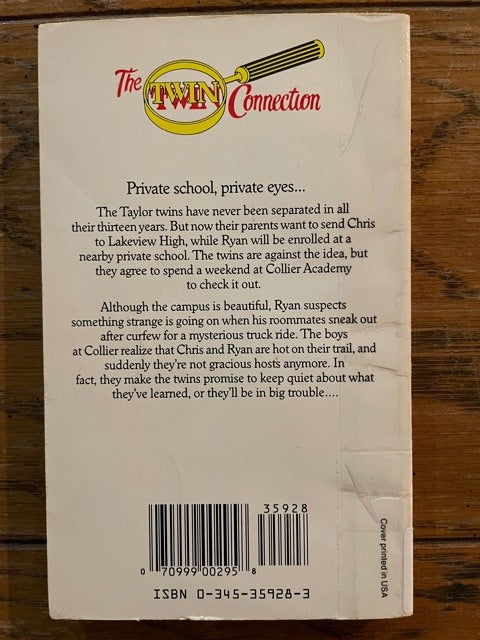 The TWIN Connection
Private school, private eyes...
The Taylor twins have never been separated in all
their thirteen years. But now their parents want to send Chris
to Lakeview High, while Ryan will be enrolled at a
nearby private school. The twins are against the idea, but
they agree to spend a weekend at Collier Academy
to check it out.
Although the campus is beautiful, Ryan suspects
something strange is going on when his roommates sneak out
after curfew for a mysterious truck ride. The boys
at Collier realize that Chris and Ryan are hot on their trail, and
suddenly they're not gracious hosts anymore. In
fact, they make the twins promise to keep quiet about what
they've learned, or they'll be in big trouble....
35928
0 70999 00295 8
ISBN 0-345-35928-3
Cover printed in USA